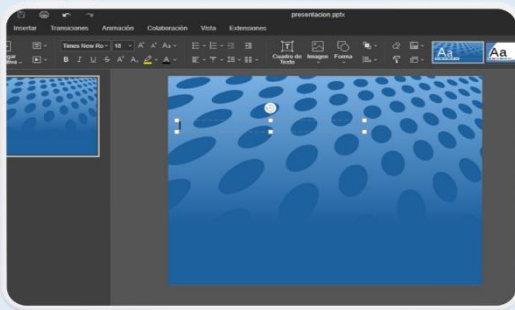 presentacion.pptx
Insertar Transiciones Animación Colaboración Vista Extensiones
Times New Ro 18 A A Aa
B I U S A A A
Cuadro de Texto Imagen Forma
Aa Aa